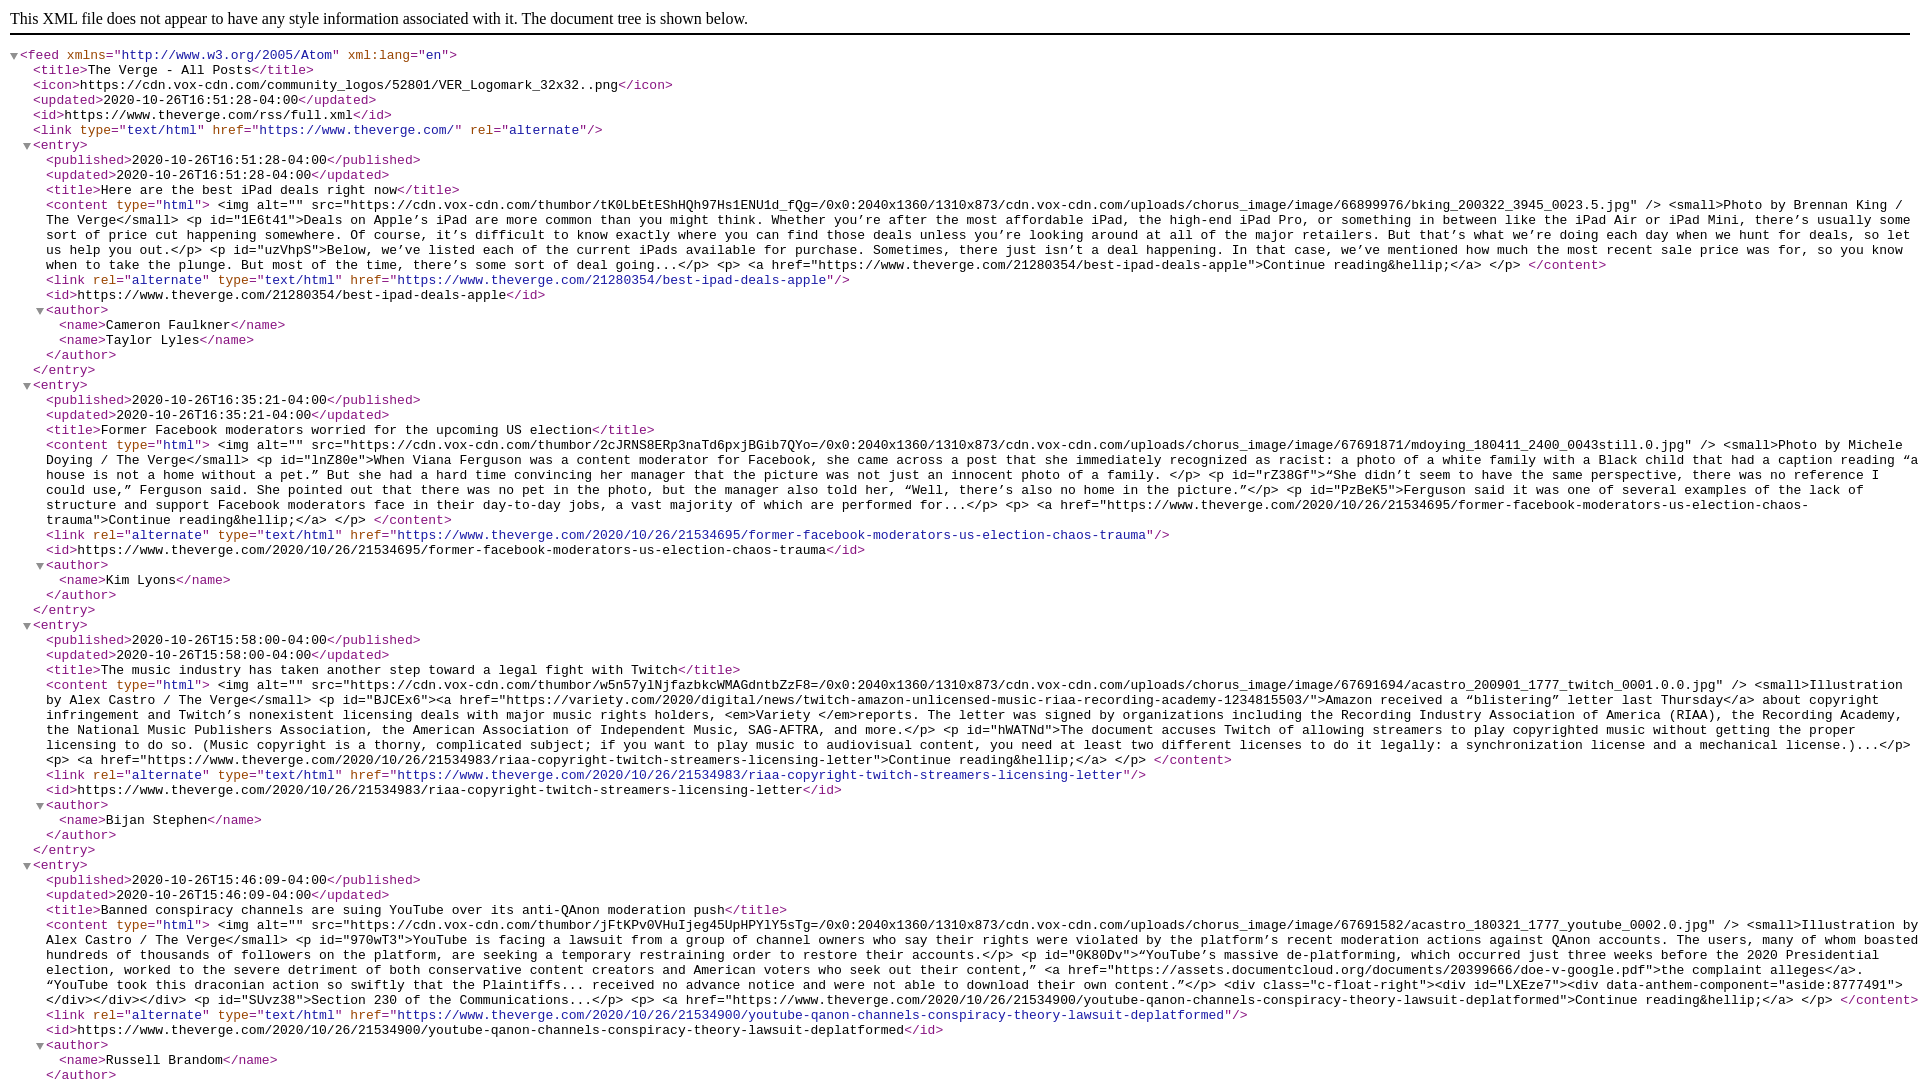 This XML file does not appear to have any style information associated with it. The document tree is shown below.
<feed xmlns="http://www.w3.org/2005/Atom" xml:lang="en">
<title>The Verge - All Posts</title>
<icon>https://cdn.vox-cdn.com/community_logos/52801/VER_Logomark_32x32..png</icon>
<updated>2020-10-26T16:51:28-04:00</updated>
<id>https://www.theverge.com/rss/full.xml</id>
<link type="text/html" href="https://www.theverge.com/" rel="alternate"/>
<entry>
<published>2020-10-26T16:51:28-04:00</published>
<updated>2020-10-26T16:51:28-04:00</updated>
<title>Here are the best iPad deals right now</title>
<content type="html"> <img alt="" src="https://cdn.vox-cdn.com/thumbor/tK0LbEtEShHQh97Hs1ENU1d_fQg=/0x0:2040x1360/1310x873/cdn.vox-cdn.com/uploads/chorus_image/image/66899976/bking_200322_3945_0023.5.jpg" /> <small>Photo by Brennan King /
The Verge</small> <p id="1E6t41">Deals on Apple’s iPad are more common than you might think. Whether you’re after the most affordable iPad, the high-end iPad Pro, or something in between like the iPad Air or iPad Mini, there’s usually some
sort of price cut happening somewhere. Of course, it’s difficult to know exactly where you can find those deals unless you’re looking around at all of the major retailers. But that’s what we’re doing each day when we hunt for deals, so let
us help you out.</p> <p id="uzVhpS">Below, we’ve listed each of the current iPads available for purchase. Sometimes, there just isn’t a deal happening. In that case, we’ve mentioned how much the most recent sale price was for, so you know
when to take the plunge. But most of the time, there’s some sort of deal going...</p> <p> <a href="https://www.theverge.com/21280354/best-ipad-deals-apple">Continue reading&hellip;</a> </p> </content>
<link rel="alternate" type="text/html" href="https://www.theverge.com/21280354/best-ipad-deals-apple"/>
<id>https://www.theverge.com/21280354/best-ipad-deals-apple</id>
<author>
<name>Cameron Faulkner</name>
<name>Taylor Lyles</name>
</author>
</entry>
<entry>
<published>2020-10-26T16:35:21-04:00</published>
<updated>2020-10-26T16:35:21-04:00</updated>
<title>Former Facebook moderators worried for the upcoming US election</title>
<content type="html"> <img alt="" src="https://cdn.vox-cdn.com/thumbor/2cJRNS8ERp3naTd6pxjBGib7QYo=/0x0:2040x1360/1310x873/cdn.vox-cdn.com/uploads/chorus_image/image/67691871/mdoying_180411_2400_0043still.0.jpg" /> <small>Photo by Michele
Doying / The Verge</small> <p id="lnZ80e">When Viana Ferguson was a content moderator for Facebook, she came across a post that she immediately recognized as racist: a photo of a white family with a Black child that had a caption reading “a
house is not a home without a pet.” But she had a hard time convincing her manager that the picture was not just an innocent photo of a family. </p> <p id="rZ38Gf">“She didn’t seem to have the same perspective, there was no reference I
could use,” Ferguson said. She pointed out that there was no pet in the photo, but the manager also told her, “Well, there’s also no home in the picture.”</p> <p id="PzBeK5">Ferguson said it was one of several examples of the lack of
structure and support Facebook moderators face in their day-to-day jobs, a vast majority of which are performed for...</p> <p> <a href="https://www.theverge.com/2020/10/26/21534695/former-facebook-moderators-us-election-chaos-
trauma">Continue reading&hellip;</a> </p> </content>
<link rel="alternate" type="text/html" href="https://www.theverge.com/2020/10/26/21534695/former-facebook-moderators-us-election-chaos-trauma"/>
<id>https://www.theverge.com/2020/10/26/21534695/former-facebook-moderators-us-election-chaos-trauma</id>
<author>
<name>Kim Lyons</name>
</author>
</entry>
<entry>
<published>2020-10-26T15:58:00-04:00</published>
<updated>2020-10-26T15:58:00-04:00</updated>
<title>The music industry has taken another step toward a legal fight with Twitch</title>
<content type="html"> <img alt="" src="https://cdn.vox-cdn.com/thumbor/w5n57ylNjfazbkcWMAGdntbZzF8=/0x0:2040x1360/1310x873/cdn.vox-cdn.com/uploads/chorus_image/image/67691694/acastro_200901_1777_twitch_0001.0.0.jpg" /> <small>Illustration
by Alex Castro / The Verge</small> <p id="BJCEx6"><a href="https://variety.com/2020/digital/news/twitch-amazon-unlicensed-music-riaa-recording-academy-1234815503/">Amazon received a “blistering” letter last Thursday</a> about copyright
infringement and Twitch’s nonexistent licensing deals with major music rights holders, <em>Variety </em>reports. The letter was signed by organizations including the Recording Industry Association of America (RIAA), the Recording Academy,
the National Music Publishers Association, the American Association of Independent Music, SAG-AFTRA, and more.</p> <p id="hWATNd">The document accuses Twitch of allowing streamers to play copyrighted music without getting the proper
licensing to do so. (Music copyright is a thorny, complicated subject; if you want to play music to audiovisual content, you need at least two different licenses to do it legally: a synchronization license and a mechanical license.)...</p>
<p> <a href="https://www.theverge.com/2020/10/26/21534983/riaa-copyright-twitch-streamers-licensing-letter">Continue reading&hellip;</a> </p> </content>
<link rel="alternate" type="text/html" href="https://www.theverge.com/2020/10/26/21534983/riaa-copyright-twitch-streamers-licensing-letter"/>
<id>https://www.theverge.com/2020/10/26/21534983/riaa-copyright-twitch-streamers-licensing-letter</id>
<author>
<name>Bijan Stephen</name>
</author>
</entry>
<entry>
<published>2020-10-26T15:46:09-04:00</published>
<updated>2020-10-26T15:46:09-04:00</updated>
<title>Banned conspiracy channels are suing YouTube over its anti-QAnon moderation push</title>
<content type="html"> <img alt="" src="https://cdn.vox-cdn.com/thumbor/jFtKPv0VHuIjeg45UpHPYlY5sTg=/0x0:2040x1360/1310x873/cdn.vox-cdn.com/uploads/chorus_image/image/67691582/acastro_180321_1777_youtube_0002.0.jpg" /> <small>Illustration by
Alex Castro / The Verge</small> <p id="970wT3">YouTube is facing a lawsuit from a group of channel owners who say their rights were violated by the platform’s recent moderation actions against QAnon accounts. The users, many of whom boasted
hundreds of thousands of followers on the platform, are seeking a temporary restraining order to restore their accounts.</p> <p id="0K80Dv">“YouTube’s massive de-platforming, which occurred just three weeks before the 2020 Presidential
election, worked to the severe detriment of both conservative content creators and American voters who seek out their content,” <a href="https://assets.documentcloud.org/documents/20399666/doe-v-google.pdf">the complaint alleges</a>.
“YouTube took this draconian action so swiftly that the Plaintiffs... received no advance notice and were not able to download their own content.”</p> <div class="c-float-right"><div id="LXEze7"><div data-anthem-component="aside:8777491">
</div></div></div> <p id="SUvz38">Section 230 of the Communications...</p> <p> <a href="https://www.theverge.com/2020/10/26/21534900/youtube-qanon-channels-conspiracy-theory-lawsuit-deplatformed">Continue reading&hellip;</a> </p> </content>
<link rel="alternate" type="text/html" href="https://www.theverge.com/2020/10/26/21534900/youtube-qanon-channels-conspiracy-theory-lawsuit-deplatformed"/>
<id>https://www.theverge.com/2020/10/26/21534900/youtube-qanon-channels-conspiracy-theory-lawsuit-deplatformed</id>
<author>
<name>Russell Brandom</name>
</author>